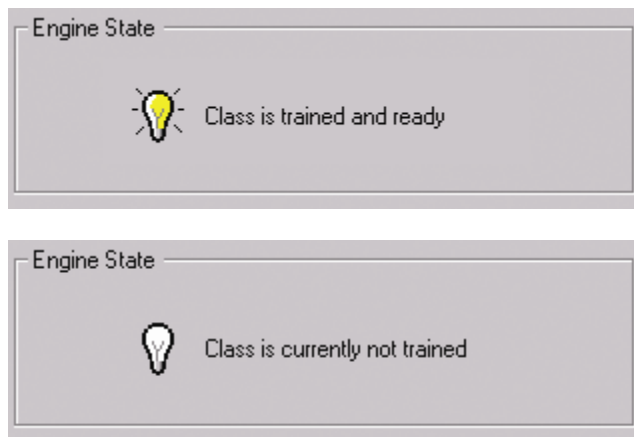 Engine State
Class is trained and ready
Engine State
Class is currently not trained